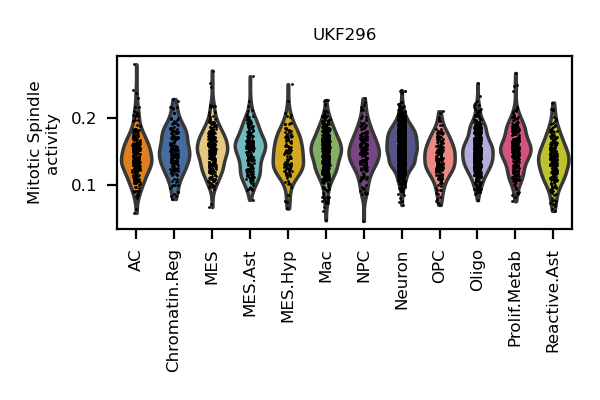 UKF296
Mitotic Spindle
activity
0.2
0.1
AC
Chromatin.Reg
MES
MES.Ast
MES.Hyp
Mac
NPC
Neuron
OPC
Oligo
Prolif.Metab
Reactive.Ast